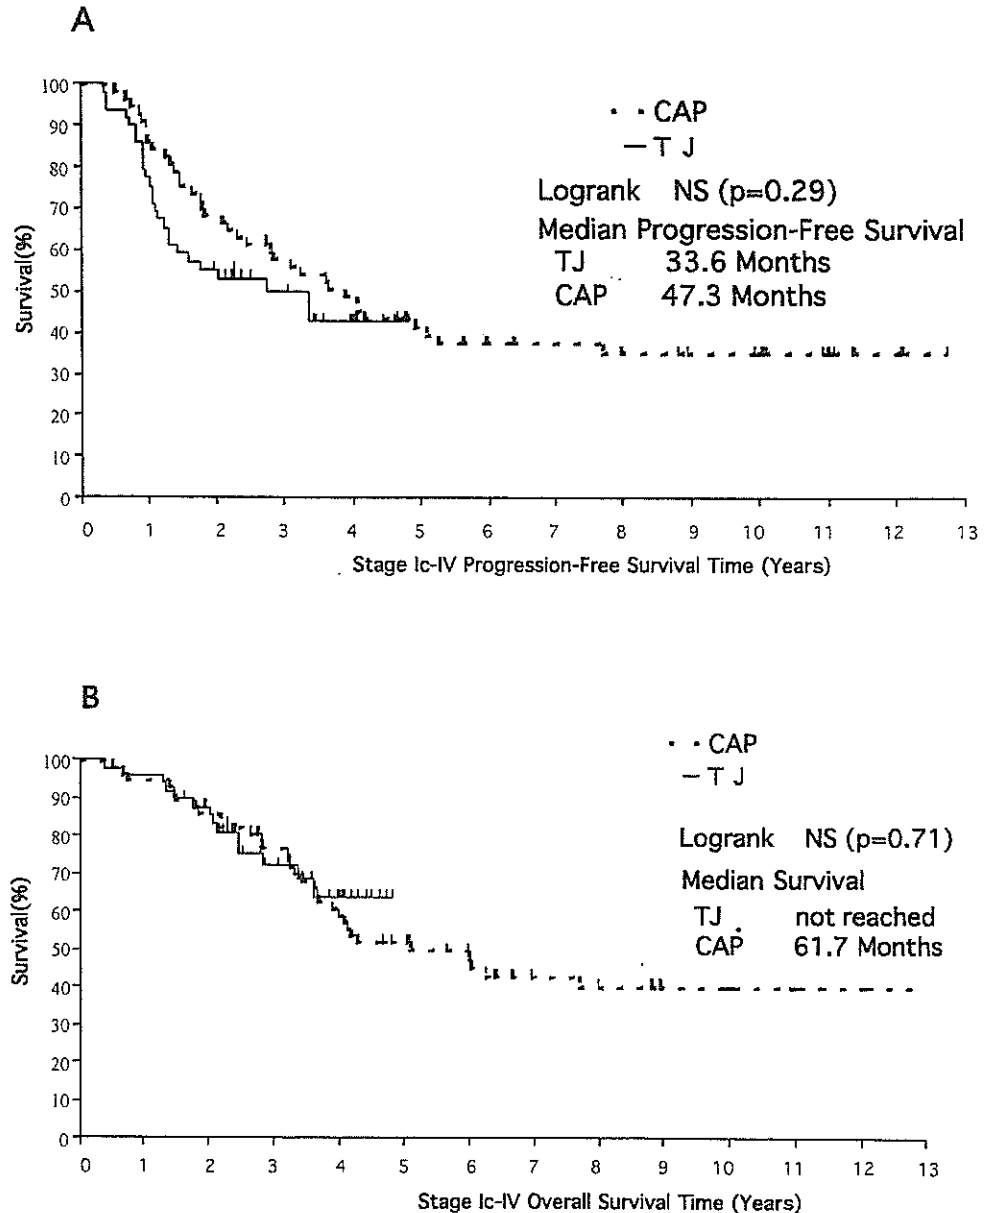 A
100
90
80
70
60
50
40
30
20
10
0
Survival(%)
· · CAP
— T J
Logrank NS (p=0.29)
Median Progression-Free Survival
TJ 33.6 Months
CAP 47.3 Months
0 1 2 3 4 5 6 7 8 9 10 11 12 13
Stage Ic-IV Progression-Free Survival Time (Years)
B
100
90
80
70
60
50
40
30
20
10
0
Survival(%)
· · CAP
— T J
Logrank NS (p=0.71)
Median Survival
TJ not reached
CAP 61.7 Months
0 1 2 3 4 5 6 7 8 9 10 11 12 13
Stage Ic-IV Overall Survival Time (Years)